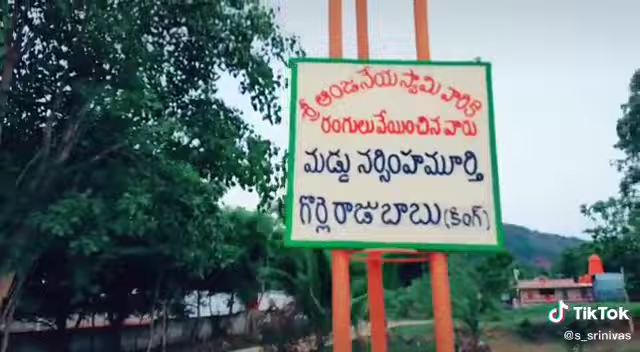 శ్రీ ఆంజనేయస్వామి వారికి
రంగులువేయించిన వారు
మడ్డు నర్సింహమూర్తి
గొర్లె రాజుబాబు (కింగ్)
TikTok
@s_srinivas